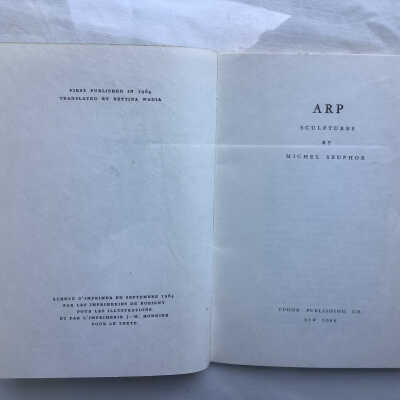 FIRST PUBLISHED IN 1964
TRANSLATED BY BETTINA WADIA
ACHEVÉ D'IMPRIMER EN SEPTEMBRE 1964
PAR LES IMPRIMERIES DE BOBIGNY
POUR LES ILLUSTRATIONS
ET PAR L'IMPRIMERIE J.-M. MONNIER
POUR LE TEXTE.
ARP
SCULPTURES
BY
MICHEL SEUPHOR
TUDOR PUBLISHING CO.
NEW YORK